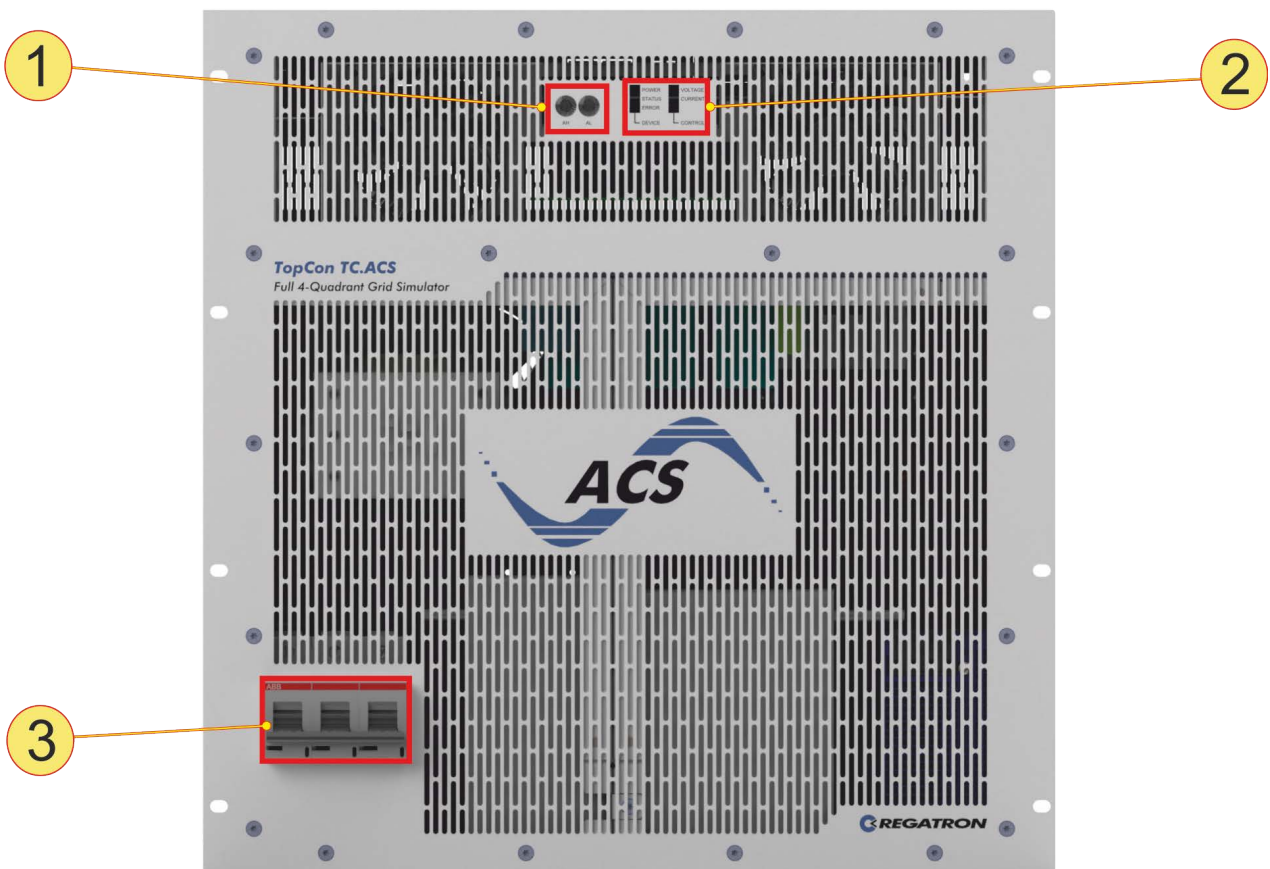 1
2
POWER
STATUS
ERROR
DEVICE
VOLTAGE
CURRENT
CONTROL
AH AL
TopCon TC.ACS
Full 4-Quadrant Grid Simulator
ACS
ABB
3
REGATRON